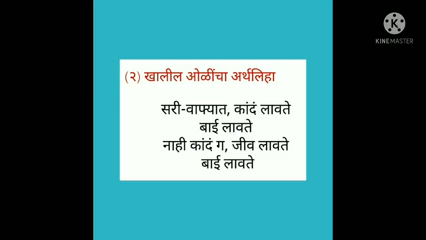 KINEMASTER
(२) खालील ओळींचा अर्थलिहा
सरी-वाफ्यात, कांदं लावते
बाई लावते
नाही कांदं ग, जीव लावते
बाई लावते